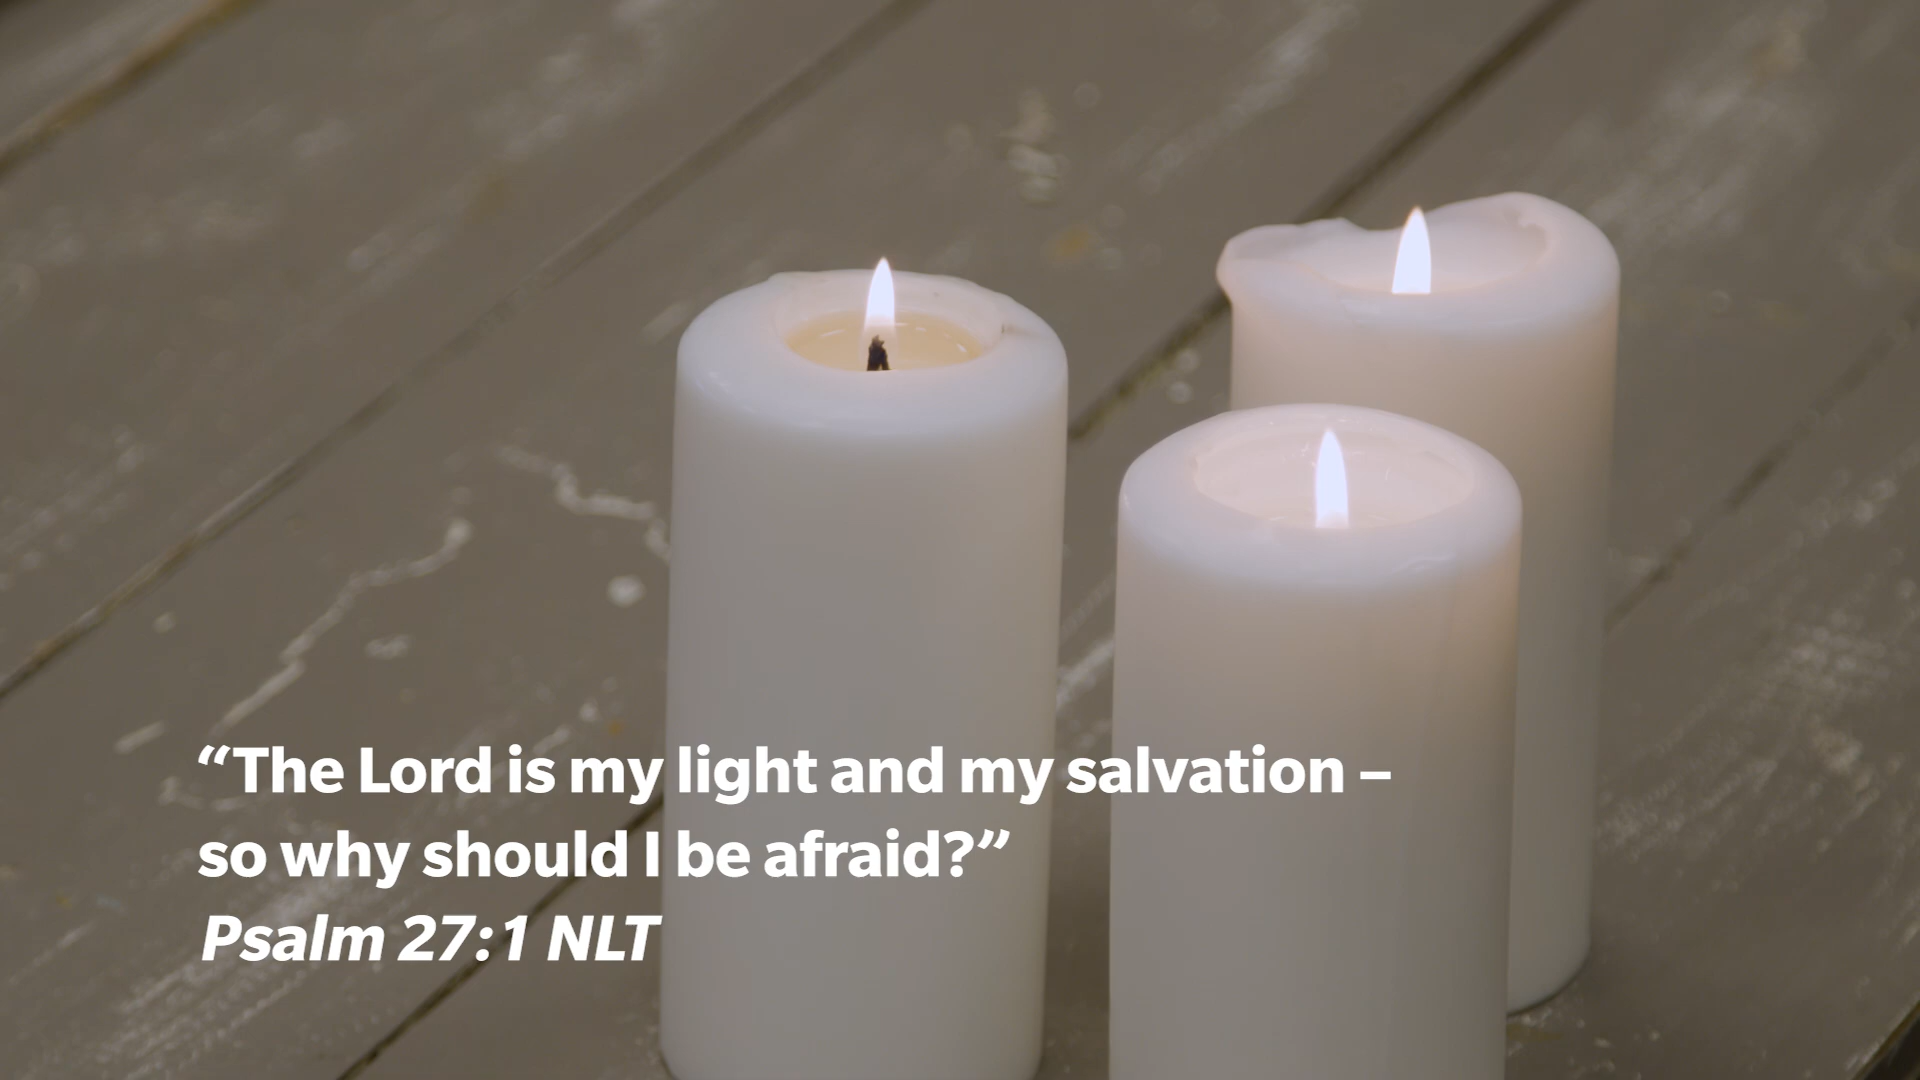 “The Lord is my light and my salvation –
so why should I be afraid?”
Psalm 27:1 NLT